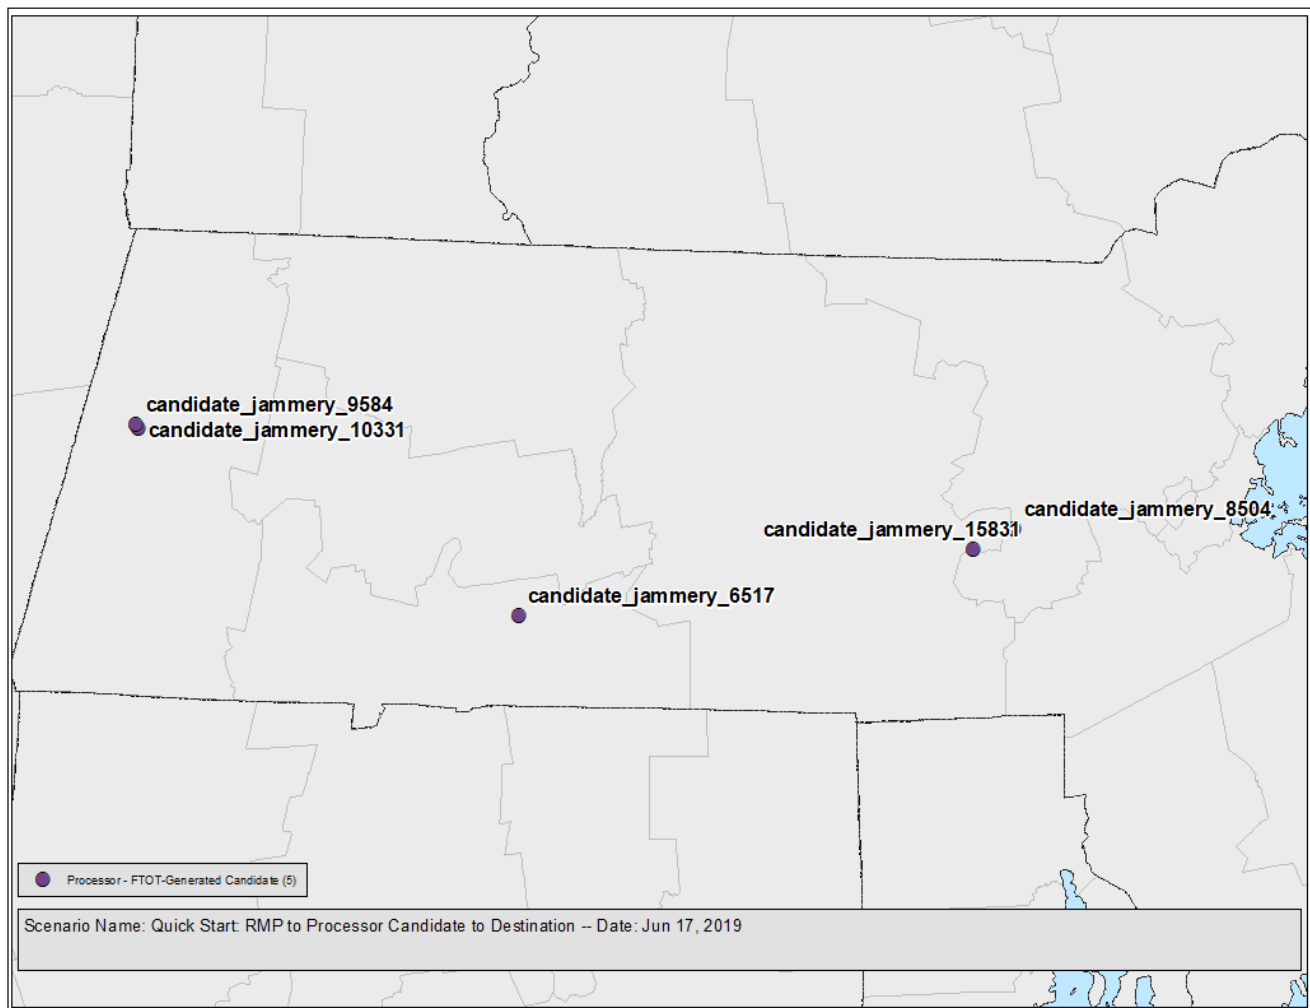 candidate_jammery_9584
candidate_jammery_10331
candidate_jammery_8504
candidate_jammery_15831
candidate_jammery_6517
Processor - FTOT-Generated Candidate (5)
Scenario Name: Quick Start: RMP to Processor Candidate to Destination -- Date: Jun 17, 2019